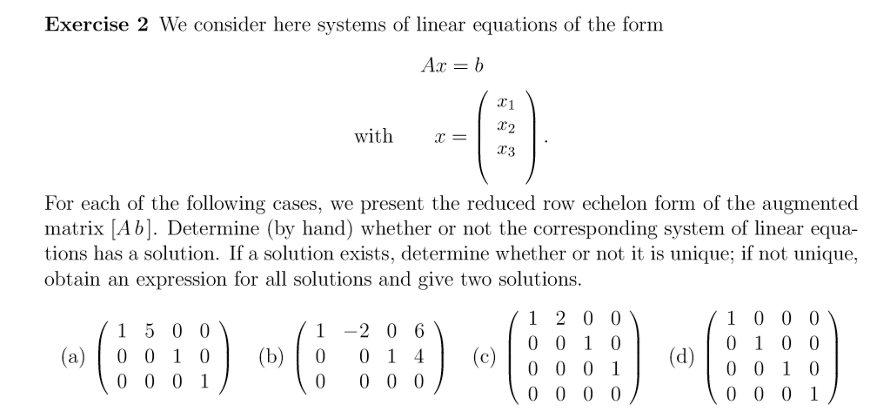 Exercise 2 We consider here systems of linear equations of the form
Ax = b
with x = ( x₁
x₂
x₃ ) .
For each of the following cases, we present the reduced row echelon form of the augmented
matrix [A b]. Determine (by hand) whether or not the corresponding system of linear equa-
tions has a solution. If a solution exists, determine whether or not it is unique; if not unique,
obtain an expression for all solutions and give two solutions.
(a) ( 1 5 0 0
0 0 1 0
0 0 0 1 )
(b) ( 1 −2 0 6
0 0 1 4
0 0 0 0 )
(c) ( 1 2 0 0
0 0 1 0
0 0 0 1
0 0 0 0 )
(d) ( 1 0 0 0
0 1 0 0
0 0 1 0
0 0 0 1 )